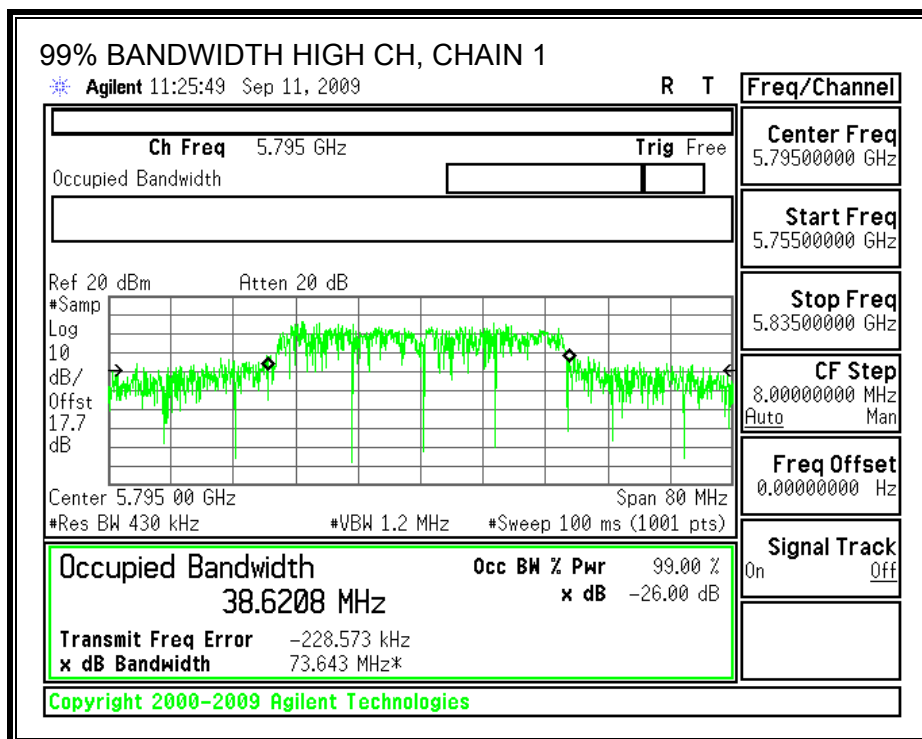 99% BANDWIDTH HIGH CH, CHAIN 1
Agilent 11:25:49 Sep 11, 2009 R T
Ch Freq 5.795 GHz Trig Free
Occupied Bandwidth
Ref 20 dBm Atten 20 dB
#Samp
Log
10
dB/
Offst
17.7
dB
Center 5.795 00 GHz Span 80 MHz
#Res BW 430 kHz #VBW 1.2 MHz #Sweep 100 ms (1001 pts)
Occupied Bandwidth Occ BW % Pwr 99.00 %
38.6208 MHz x dB -26.00 dB
Transmit Freq Error -228.573 kHz
x dB Bandwidth 73.643 MHz*
Copyright 2000-2009 Agilent Technologies
Freq/Channel
Center Freq
5.79500000 GHz
Start Freq
5.75500000 GHz
Stop Freq
5.83500000 GHz
CF Step
8.00000000 MHz
Auto Man
Freq Offset
0.00000000 Hz
Signal Track
On Off